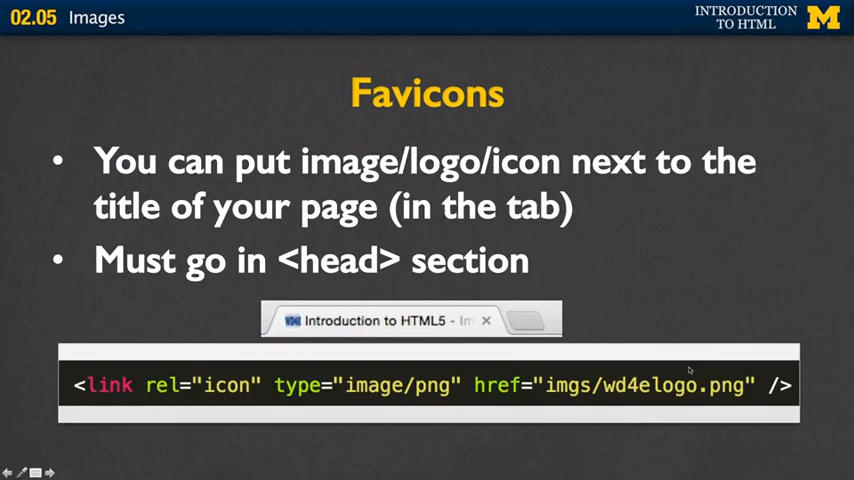 02.05 Images
INTRODUCTION
TO HTML
M
Favicons
• You can put image/logo/icon next to the
title of your page (in the tab)
• Must go in <head> section
WD4E Introduction to HTML5 - Im ×
<link rel="icon" type="image/png" href="imgs/wd4elogo.png" />